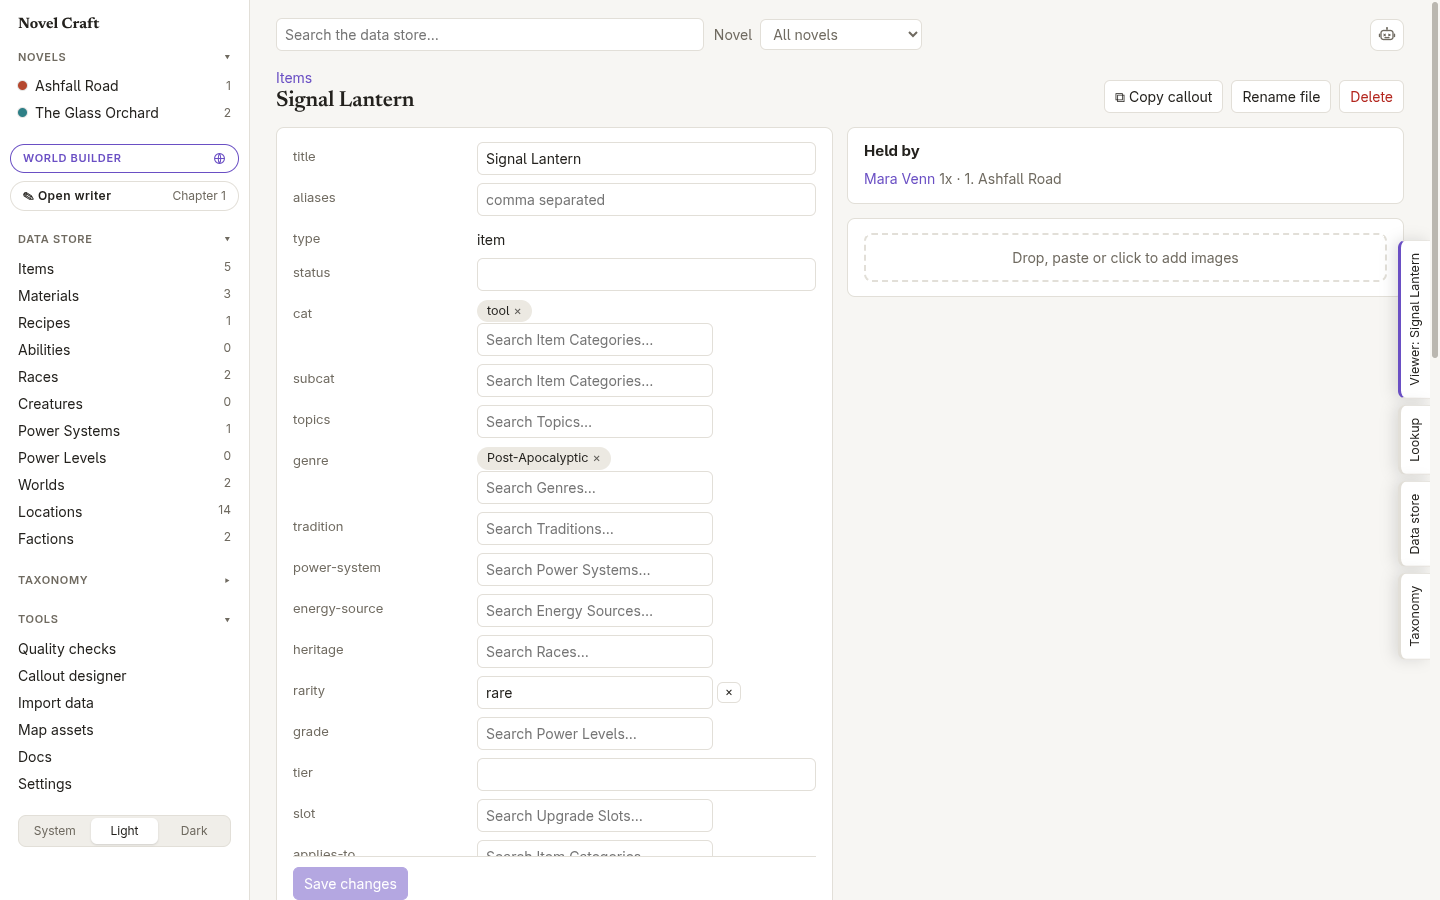 Novel Craft
NOVELS
Ashfall Road 1
The Glass Orchard 2
WORLD BUILDER
Open writer Chapter 1
DATA STORE
Items 5
Materials 3
Recipes 1
Abilities 0
Races 2
Creatures 0
Power Systems 1
Power Levels 0
Worlds 2
Locations 14
Factions 2
TAXONOMY
TOOLS
Quality checks
Callout designer
Import data
Map assets
Docs
Settings
System Light Dark
Search the data store...
Novel All novels
Items
Signal Lantern
Copy callout Rename file Delete
title Signal Lantern
aliases comma separated
type item
status
cat tool ×
Search Item Categories...
subcat Search Item Categories...
topics Search Topics...
genre Post-Apocalyptic ×
Search Genres...
tradition Search Traditions...
power-system Search Power Systems...
energy-source Search Energy Sources...
heritage Search Races...
rarity rare ×
grade Search Power Levels...
tier
slot Search Upgrade Slots...
applies-to Search Item Categories...
Save changes
Held by
Mara Venn 1x · 1. Ashfall Road
Drop, paste or click to add images
Viewer: Signal Lantern
Lookup
Data store
Taxonomy